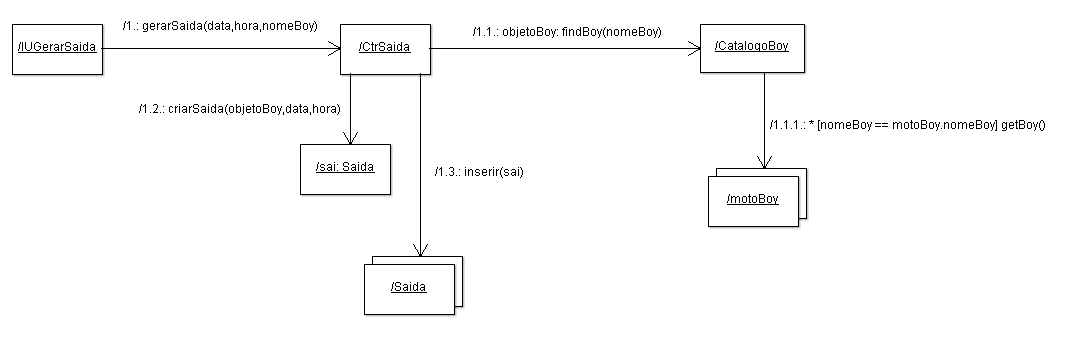 /1.: gerarSaida(data,hora,nomeBoy)
/1.1.: objetoBoy: findBoy(nomeBoy)
/IUGerarSaida
/CtrSaida
/CatalogoBoy
/1.2.: criarSaida(objetoBoy,data,hora)
/1.1.1.: * [nomeBoy == motoBoy.nomeBoy] getBoy()
/sai: Saida
/1.3.: inserir(sai)
/motoBoy
/Saida